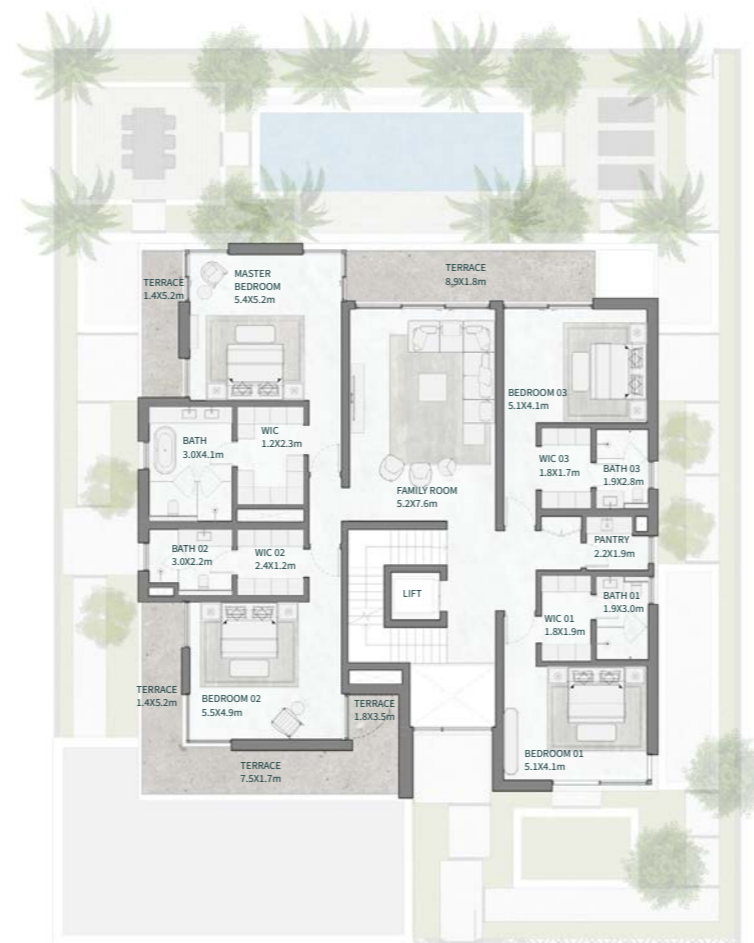 TERRACE
1.4X5.2m
MASTER
BEDROOM
5.4X5.2m
TERRACE
8,9X1.8m
BEDROOM 03
5.1X4.1m
BATH
3.0X4.1m
WIC
1.2X2.3m
WIC 03
1.8X1.7m
BATH 03
1.9X2.8m
FAMILY ROOM
5.2X7.6m
BATH 02
3.0X2.2m
WIC 02
2.4X1.2m
PANTRY
2.2X1.9m
LIFT
BATH 01
1.9X3.0m
WIC 01
1.8X1.9m
TERRACE
1.4X5.2m
BEDROOM 02
5.5X4.9m
TERRACE
1.8X3.5m
BEDROOM 01
5.1X4.1m
TERRACE
7.5X1.7m